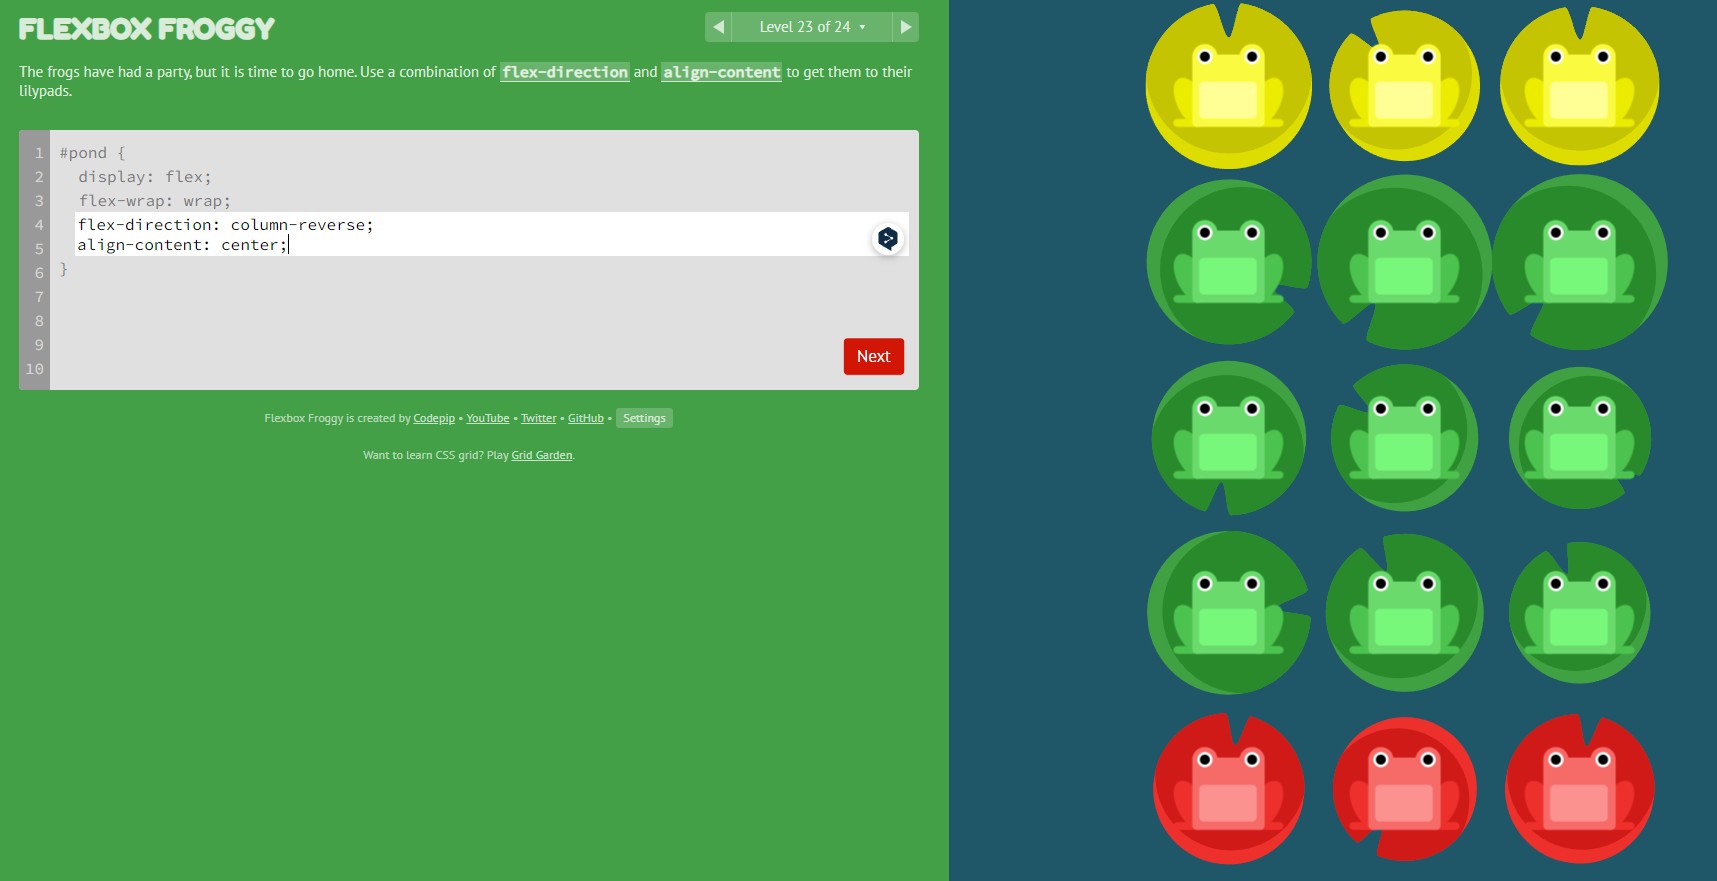 FLEXBOX FROGGY
Level 23 of 24
The frogs have had a party, but it is time to go home. Use a combination of flex-direction and align-content to get them to their
lilypads.
1 #pond {
2 display: flex;
3 flex-wrap: wrap;
4 flex-direction: column-reverse;
5 align-content: center;
6 }
7
8
9
10
Next
Flexbox Froggy is created by Codepip • YouTube • Twitter • GitHub • Settings
Want to learn CSS grid? Play Grid Garden.